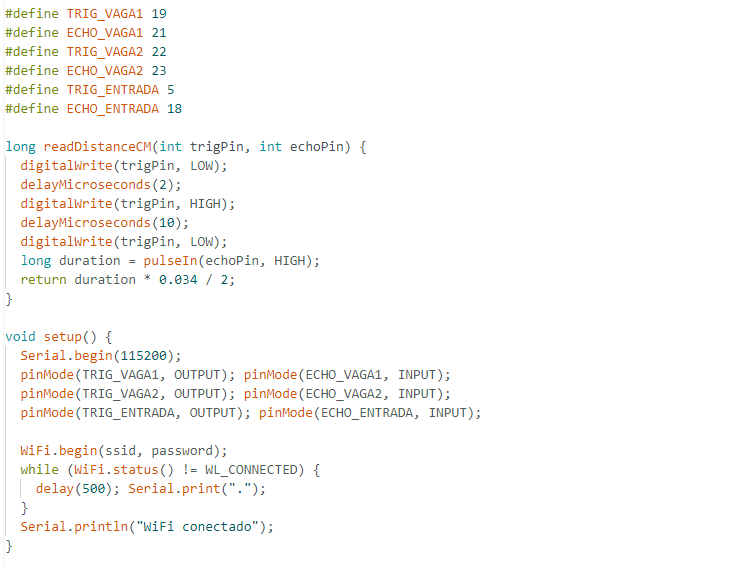 #define TRIG_VAGA1 19
#define ECHO_VAGA1 21
#define TRIG_VAGA2 22
#define ECHO_VAGA2 23
#define TRIG_ENTRADA 5
#define ECHO_ENTRADA 18
long readDistanceCM(int trigPin, int echoPin) {
digitalWrite(trigPin, LOW);
delayMicroseconds(2);
digitalWrite(trigPin, HIGH);
delayMicroseconds(10);
digitalWrite(trigPin, LOW);
long duration = pulseIn(echoPin, HIGH);
return duration * 0.034 / 2;
}
void setup() {
Serial.begin(115200);
pinMode(TRIG_VAGA1, OUTPUT); pinMode(ECHO_VAGA1, INPUT);
pinMode(TRIG_VAGA2, OUTPUT); pinMode(ECHO_VAGA2, INPUT);
pinMode(TRIG_ENTRADA, OUTPUT); pinMode(ECHO_ENTRADA, INPUT);
WiFi.begin(ssid, password);
while (WiFi.status() != WL_CONNECTED) {
delay(500); Serial.print(".");
}
Serial.println("WiFi conectado");
}